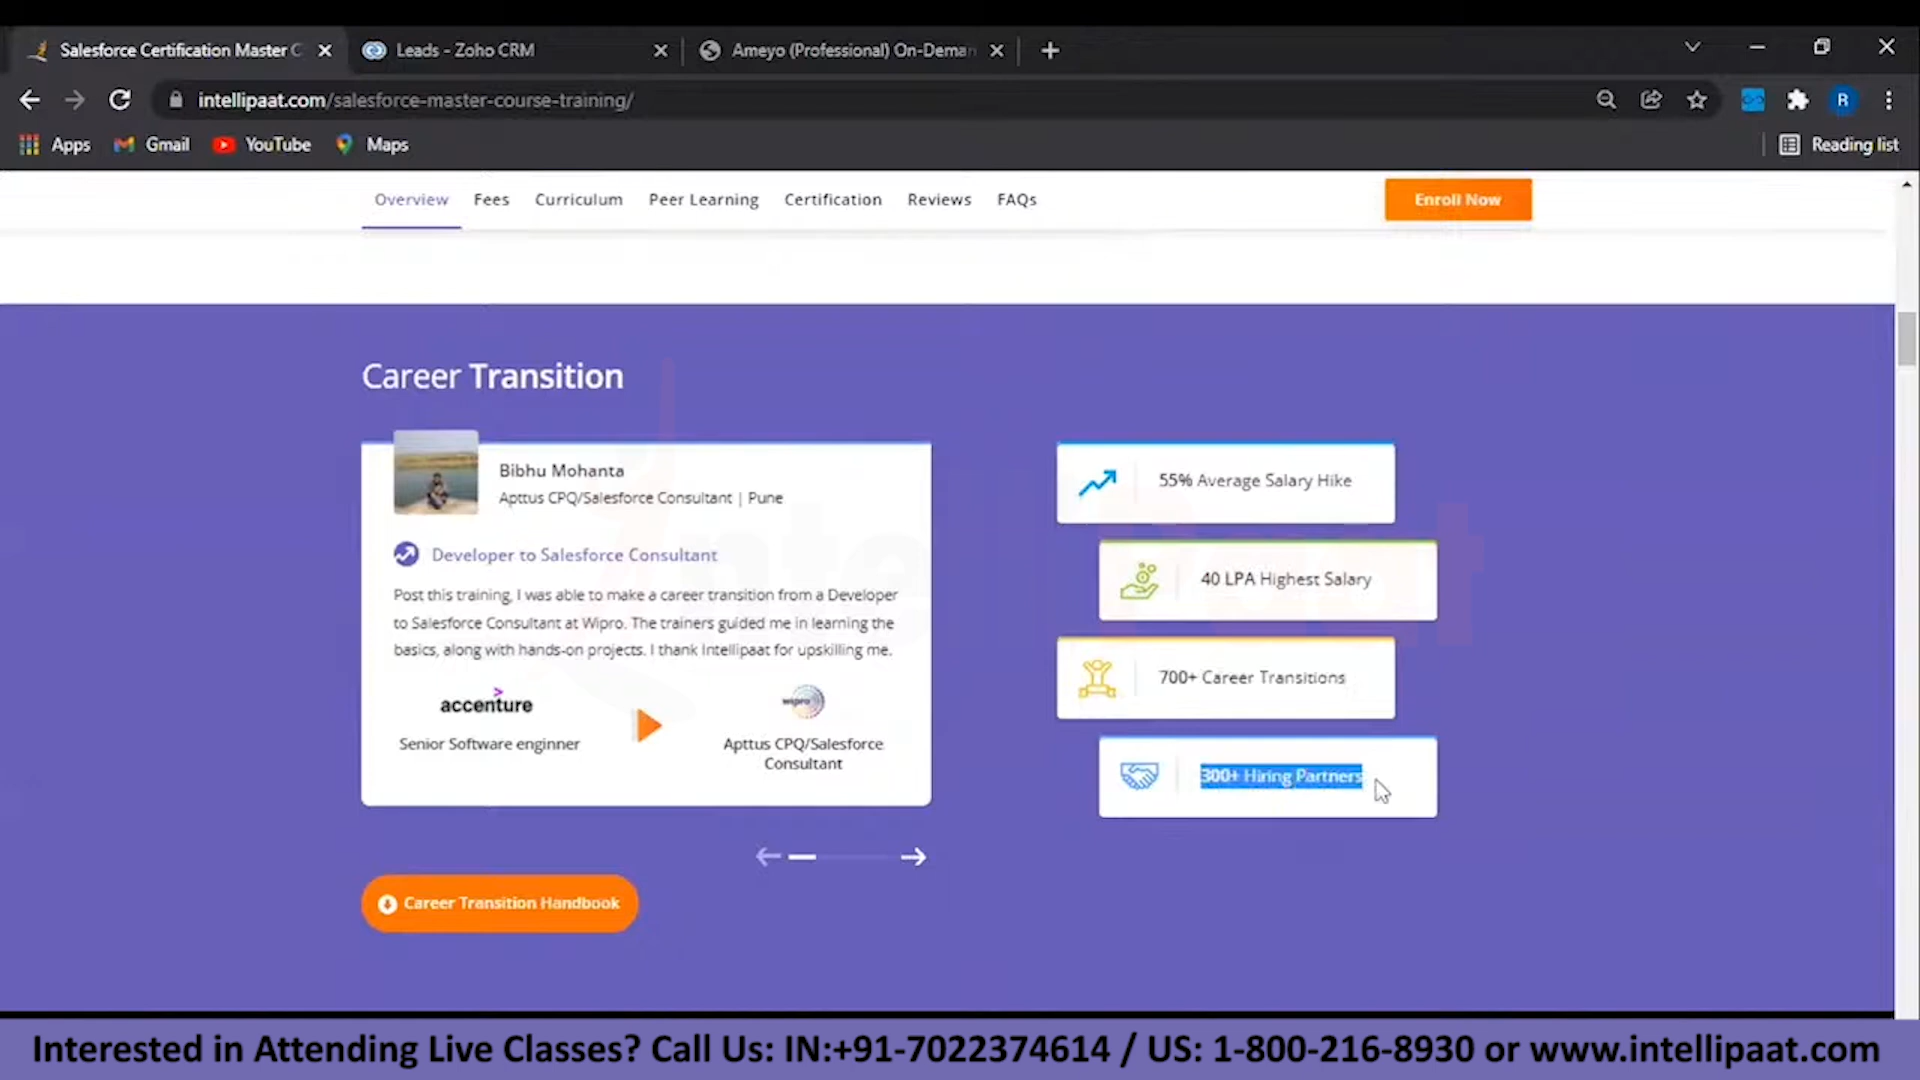 Salesforce Certification Master C
Leads - Zoho CRM
Ameyo (Professional) On-Deman
intellipaat.com/salesforce-master-course-training/
R
Apps
Gmail
YouTube
Maps
Reading list
Overview
Fees
Curriculum
Peer Learning
Certification
Reviews
FAQs
Enroll Now
Career Transition
Bibhu Mohanta
Apttus CPQ/Salesforce Consultant | Pune
Developer to Salesforce Consultant
Post this training, I was able to make a career transition from a Developer
to Salesforce Consultant at Wipro. The trainers guided me in learning the
basics, along with hands-on projects. I thank Intellipaat for upskilling me.
accenture
wipro
Senior Software enginner
Apttus CPQ/Salesforce
Consultant
55% Average Salary Hike
40 LPA Highest Salary
700+ Career Transitions
300+ Hiring Partners
Career Transition Handbook
IntelliPaat
Interested in Attending Live Classes? Call Us: IN:+91-7022374614 / US: 1-800-216-8930 or www.intellipaat.com